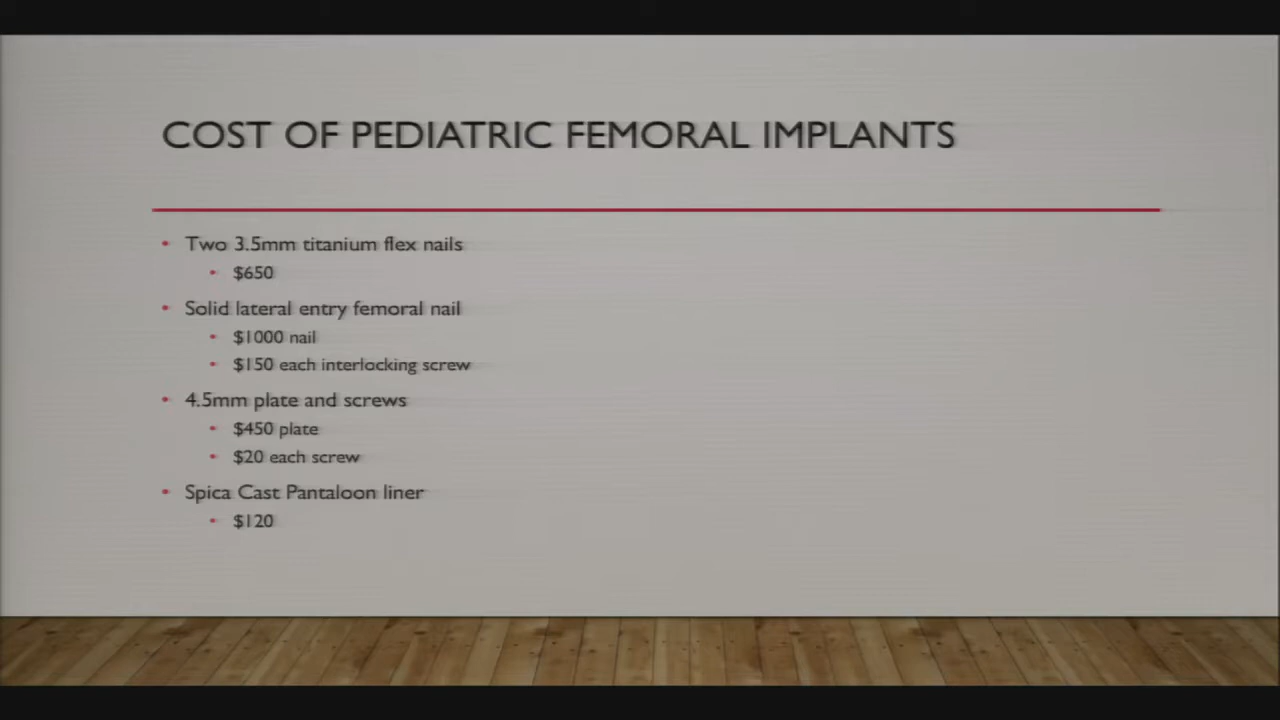 COST OF PEDIATRIC FEMORAL IMPLANTS
• Two 3.5mm titanium flex nails
• $650
• Solid lateral entry femoral nail
• $1000 nail
• $150 each interlocking screw
• 4.5mm plate and screws
• $450 plate
• $20 each screw
• Spica Cast Pantaloon liner
• $120